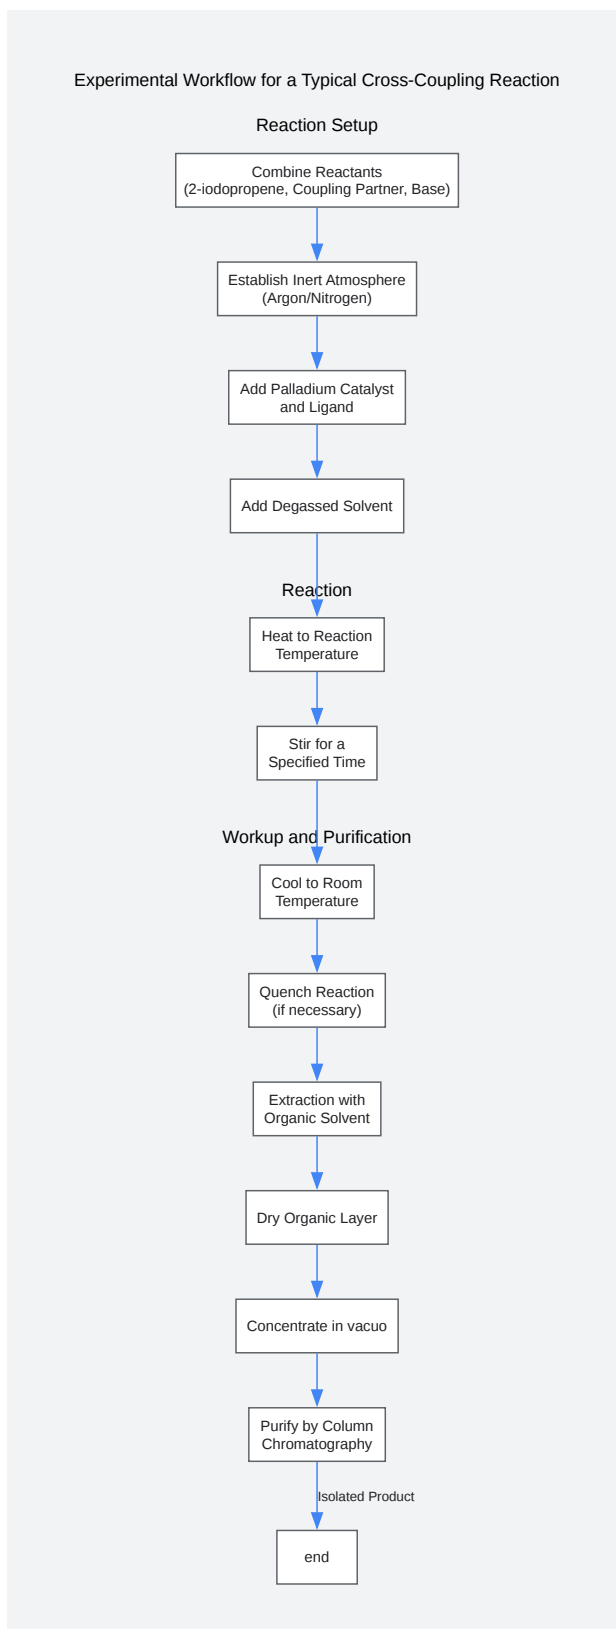 Experimental Workflow for a Typical Cross-Coupling Reaction
Reaction Setup
Combine Reactants
(2-iodopropene, Coupling Partner, Base)
Establish Inert Atmosphere
(Argon/Nitrogen)
Add Palladium Catalyst
and Ligand
Add Degassed Solvent
Reaction
Heat to Reaction
Temperature
Stir for a
Specified Time
Workup and Purification
Cool to Room
Temperature
Quench Reaction
(if necessary)
Extraction with
Organic Solvent
Dry Organic Layer
Concentrate in vacuo
Purify by Column
Chromatography
Isolated Product
end